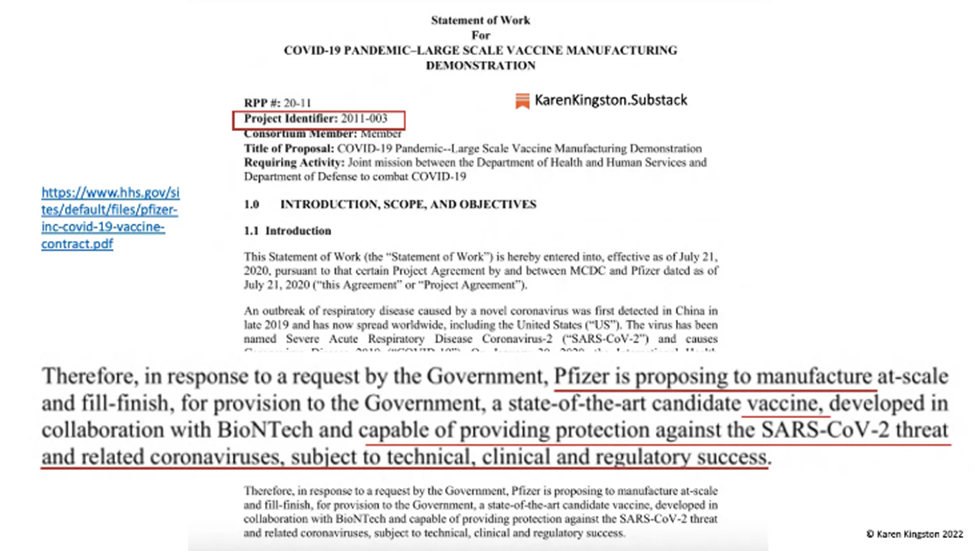 Statement of Work
For
COVID-19 PANDEMIC–LARGE SCALE VACCINE MANUFACTURING
DEMONSTRATION
RPP #: 20-11
KarenKingston.Substack
Project Identifier: 2011-003
Consortium Member: Member
Title of Proposal: COVID-19 Pandemic--Large Scale Vaccine Manufacturing Demonstration
Requiring Activity: Joint mission between the Department of Health and Human Services and
Department of Defense to combat COVID-19
https://www.hhs.gov/si
tes/default/files/pfizer-
inc-covid-19-vaccine-
contract.pdf
1.0 INTRODUCTION, SCOPE, AND OBJECTIVES
1.1 Introduction
This Statement of Work (the “Statement of Work”) is hereby entered into, effective as of July 21,
2020, pursuant to that certain Project Agreement by and between MCDC and Pfizer dated as of
July 21, 2020 (“this Agreement” or “Project Agreement”).
An outbreak of respiratory disease caused by a novel coronavirus was first detected in China in
late 2019 and has now spread worldwide, including the United States (“US”). The virus has been
named Severe Acute Respiratory Disease Coronavirus-2 (“SARS-CoV-2”) and causes
Therefore, in response to a request by the Government, Pfizer is proposing to manufacture at-scale
and fill-finish, for provision to the Government, a state-of-the-art candidate vaccine, developed in
collaboration with BioNTech and capable of providing protection against the SARS-CoV-2 threat
and related coronaviruses, subject to technical, clinical and regulatory success.
Therefore, in response to a request by the Government, Pfizer is proposing to manufacture at-scale
and fill-finish, for provision to the Government, a state-of-the-art candidate vaccine, developed in
collaboration with BioNTech and capable of providing protection against the SARS-CoV-2 threat
and related coronaviruses, subject to technical, clinical and regulatory success.
© Karen Kingston 2022